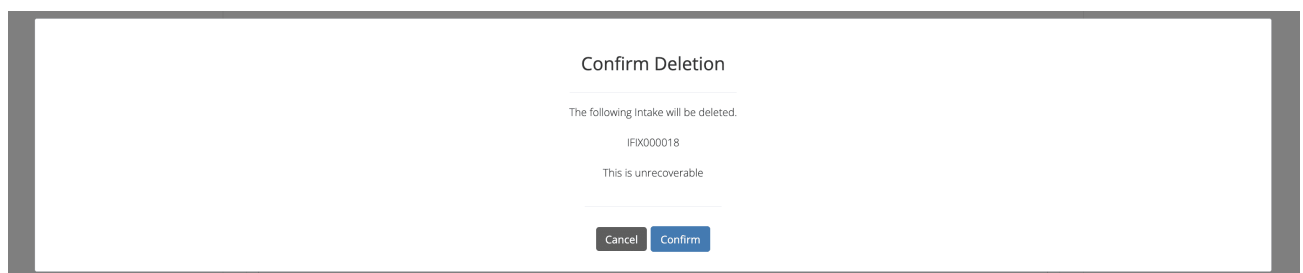 Confirm Deletion
The following Intake will be deleted.
IFIX000018
This is unrecoverable
Cancel Confirm